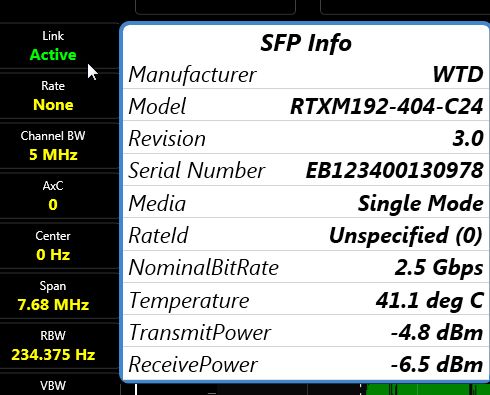 Link
Active
Rate
None
Channel BW
5 MHz
AxC
0
Center
0 Hz
Span
7.68 MHz
RBW
234.375 Hz
VBW
SFP Info
Manufacturer WTD
Model RTXM192-404-C24
Revision 3.0
Serial Number EB123400130978
Media Single Mode
RateId Unspecified (0)
NominalBitRate 2.5 Gbps
Temperature 41.1 deg C
TransmitPower -4.8 dBm
ReceivePower -6.5 dBm